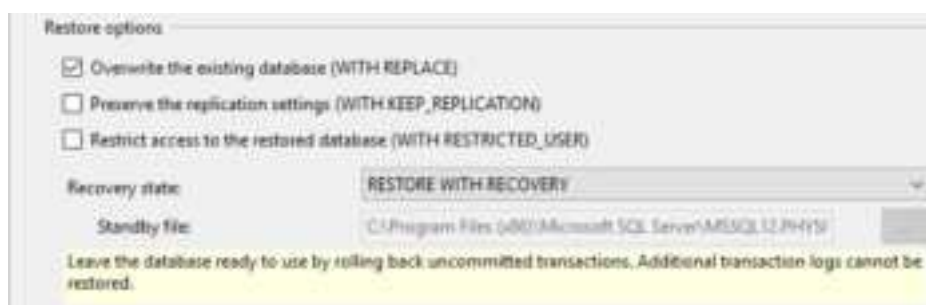 Restore options
Overwrite the existing database (WITH REPLACE)
Preserve the replication settings (WITH KEEP_REPLICATION)
Restrict access to the restored database (WITH RESTRICTED_USER)
Recovery state: RESTORE WITH RECOVERY
Standby file: C:\Program Files (x86)\Microsoft SQL Server\MSSQL12.PHYSI
Leave the database ready to use by rolling back uncommitted transactions. Additional transaction logs cannot be
restored.